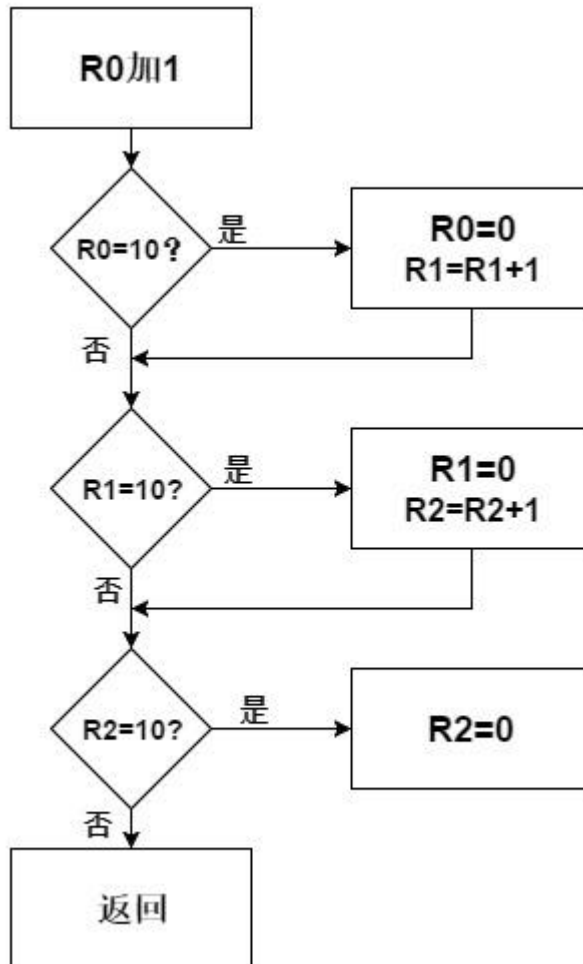 R0加1
R0=10？
是
R0=0
R1=R1+1
否
R1=10?
是
R1=0
R2=R2+1
否
R2=10?
是
R2=0
否
返回